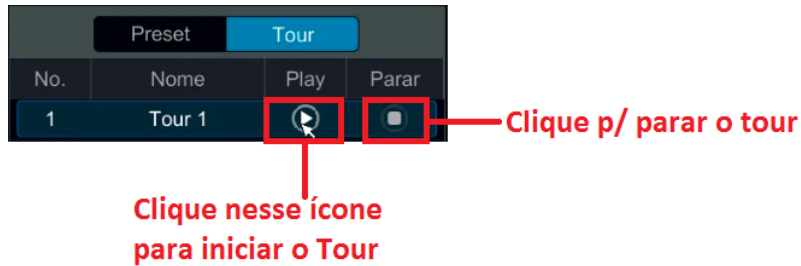 Preset Tour
No. Nome Play Parar
1 Tour 1
Clique p/ parar o tour
Clique nesse ícone
para iniciar o Tour